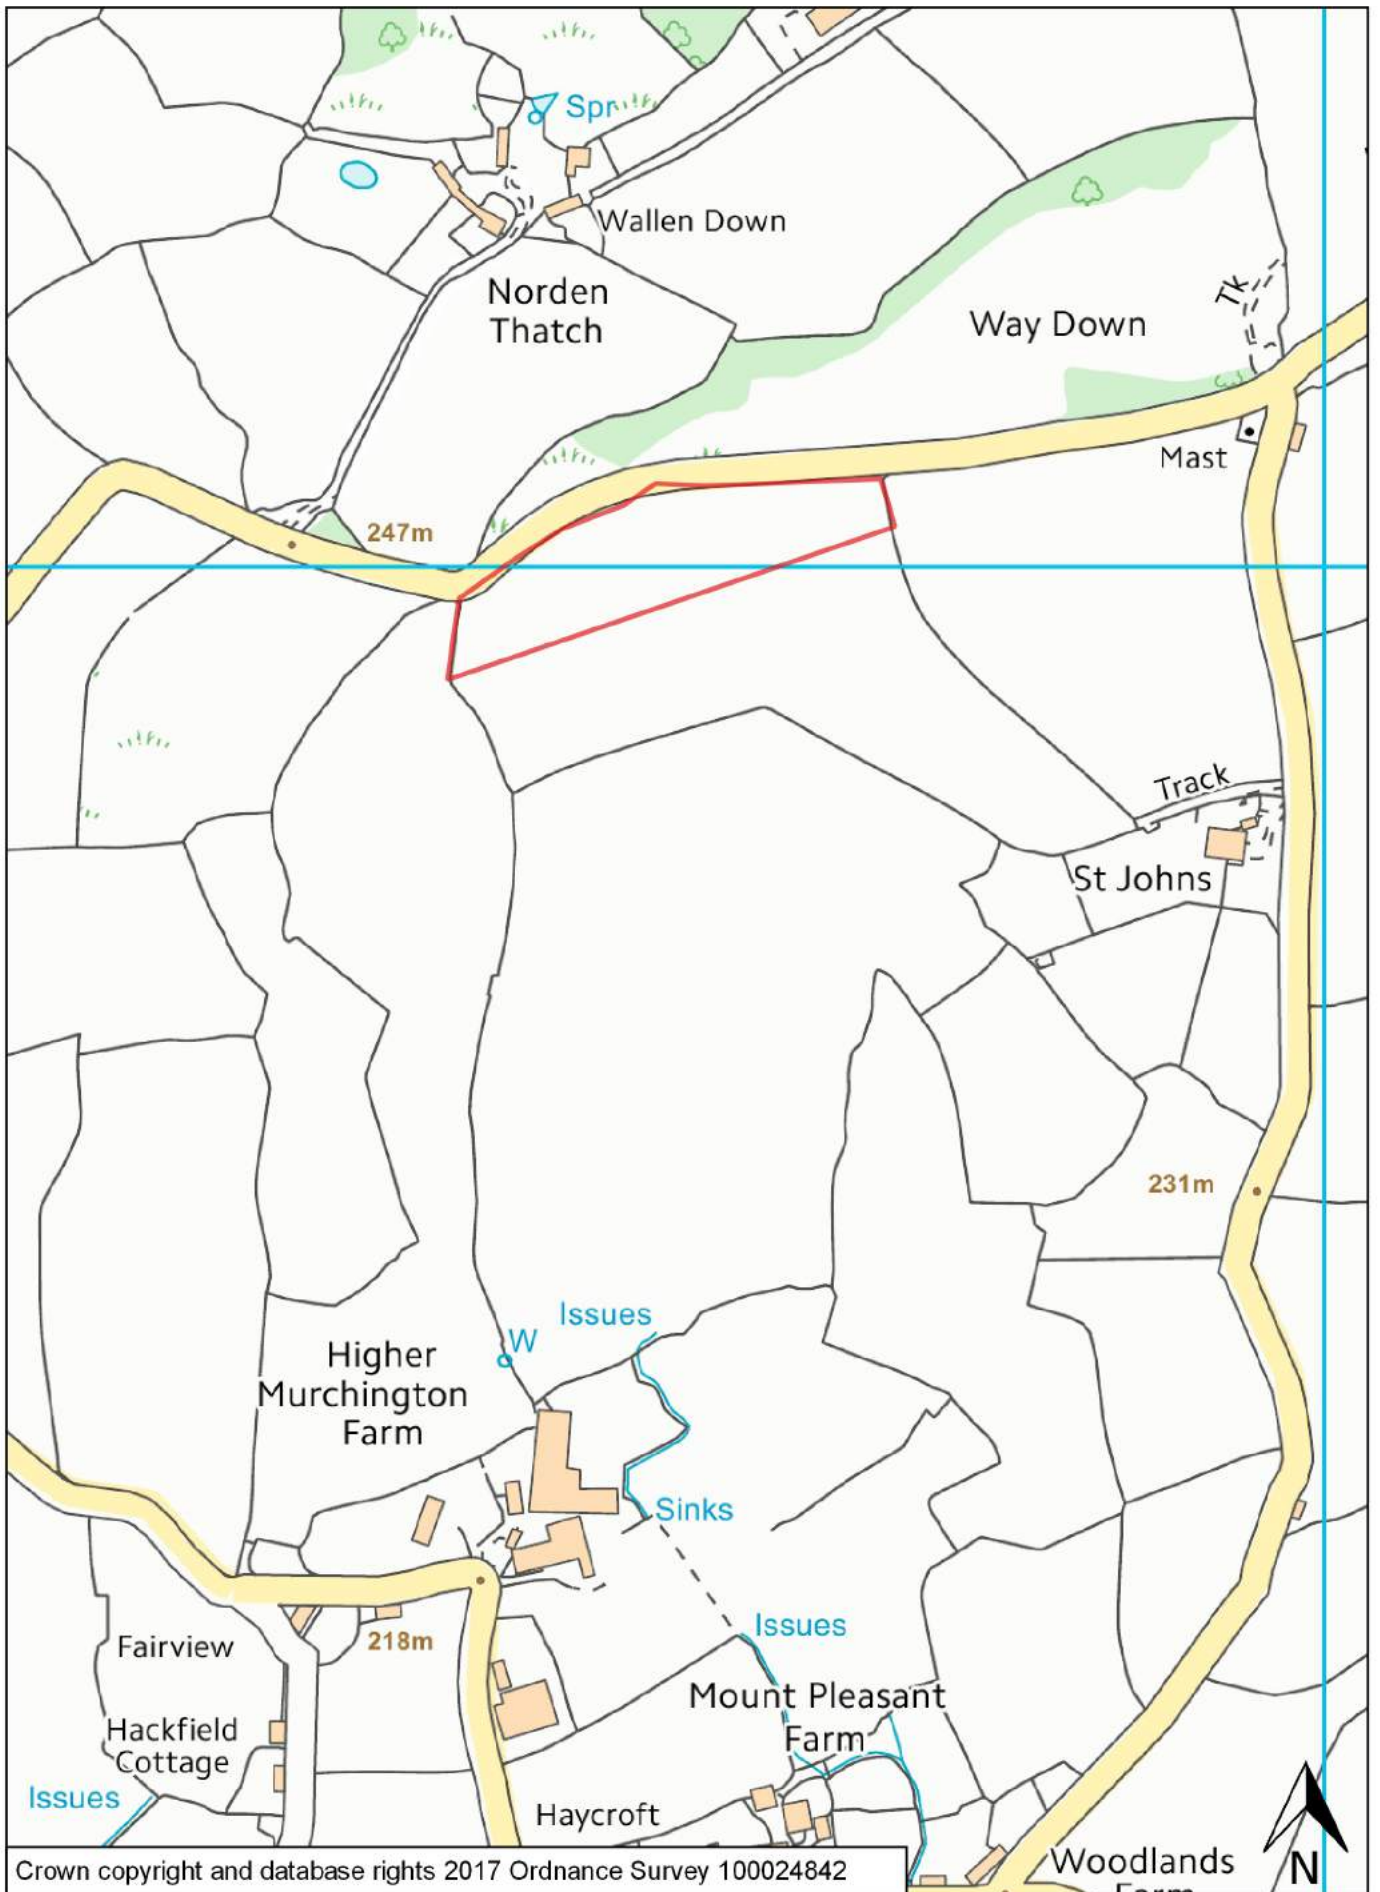 Spr
Wallen Down
Norden
Thatch
Tk
Way Down
Mast
247m
Track
St Johns
231m
Issues
W
Higher
Murchington
Farm
Sinks
Issues
Fairview
218m
Mount Pleasant
Farm
Hackfield
Cottage
Issues
Haycroft
Woodlands
Farm
N
Crown copyright and database rights 2017 Ordnance Survey 100024842